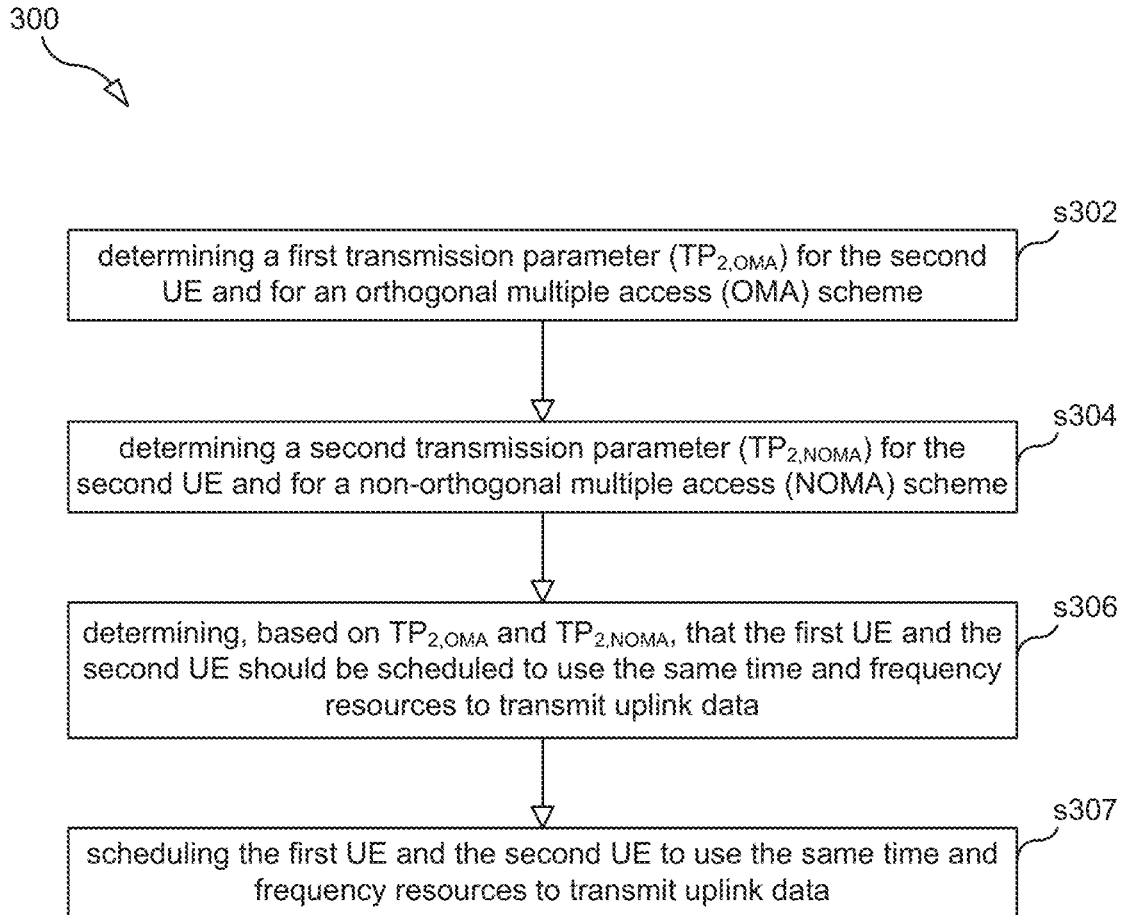 300
s302
determining a first transmission parameter (TP2,OMA) for the second
UE and for an orthogonal multiple access (OMA) scheme
s304
determining a second transmission parameter (TP2,NOMA) for the
second UE and for a non-orthogonal multiple access (NOMA) scheme
s306
determining, based on TP2,OMA and TP2,NOMA, that the first UE and the
second UE should be scheduled to use the same time and frequency
resources to transmit uplink data
s307
scheduling the first UE and the second UE to use the same time and
frequency resources to transmit uplink data